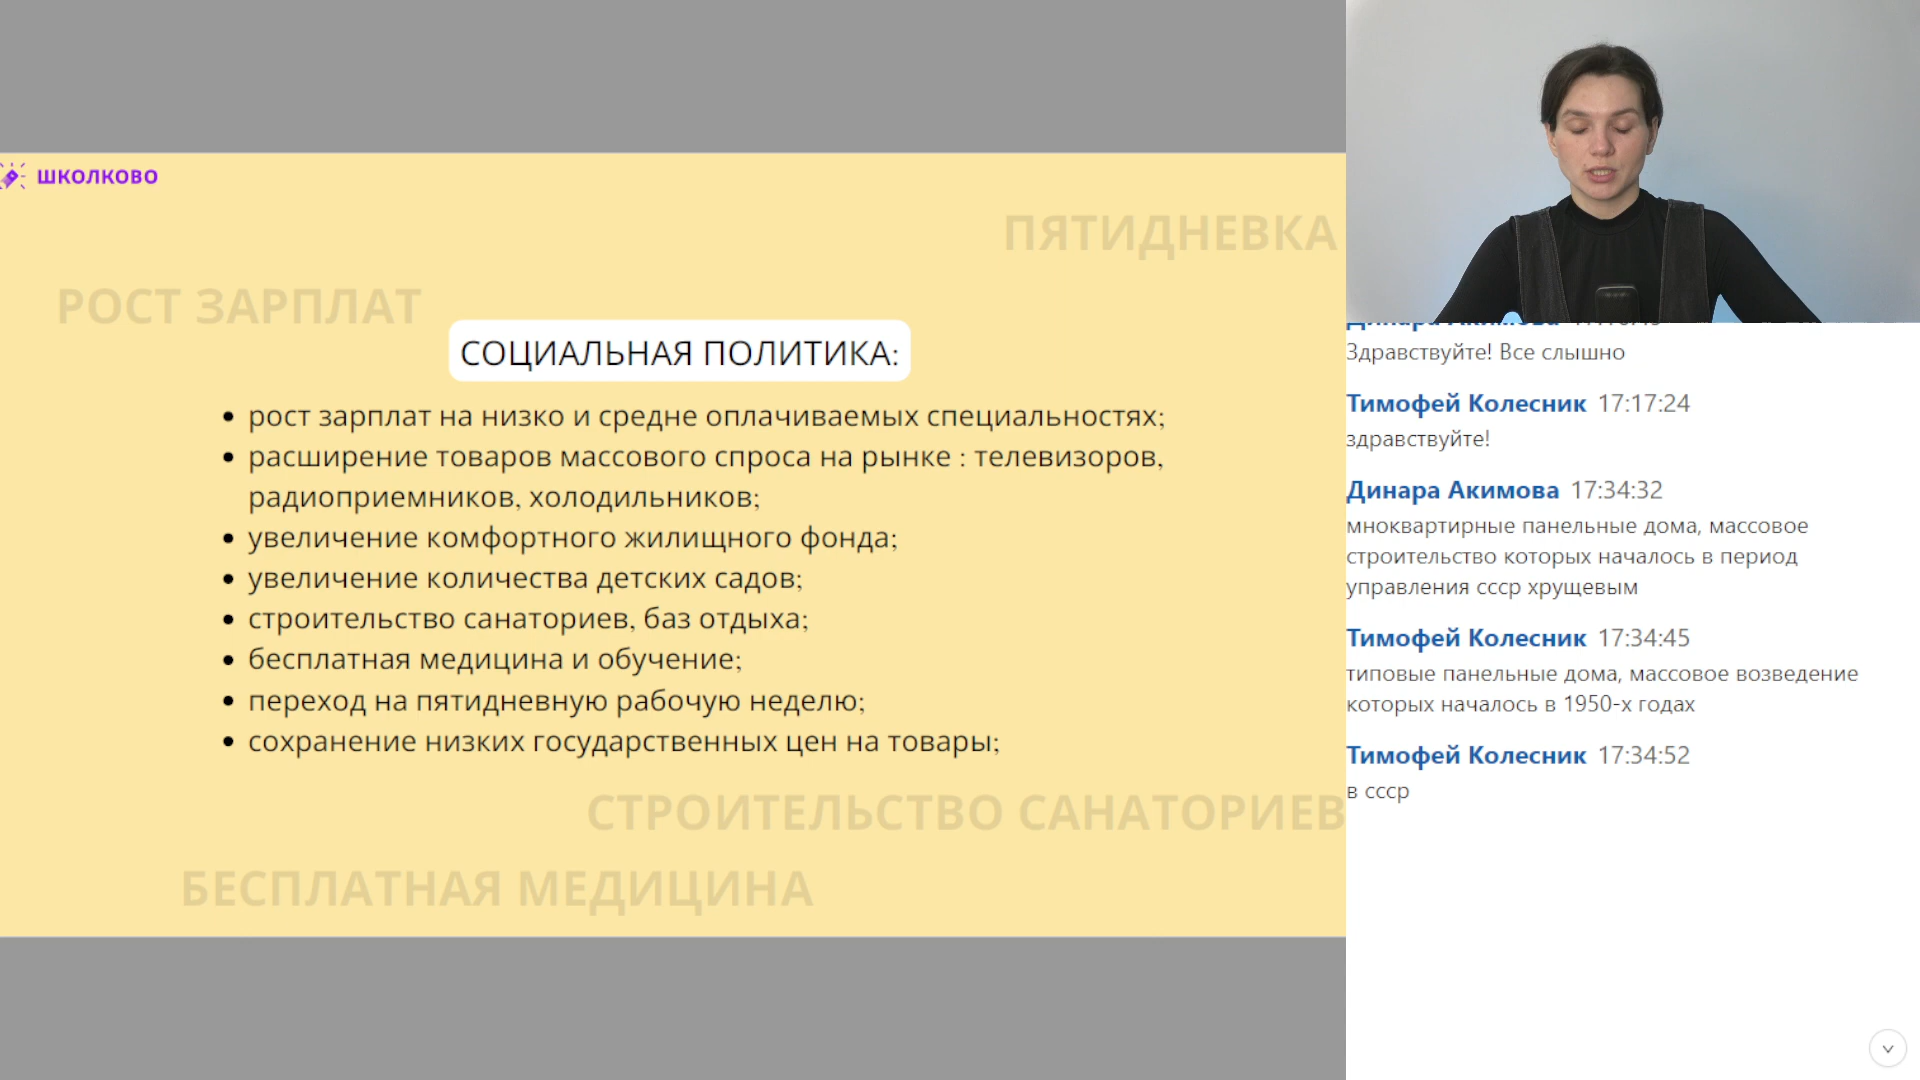 ШКОЛКОВО
ПЯТИДНЕВКА
РОСТ ЗАРПЛАТ
СОЦИАЛЬНАЯ ПОЛИТИКА:
• рост зарплат на низко и средне оплачиваемых специальностях;
• расширение товаров массового спроса на рынке : телевизоров,
радиоприемников, холодильников;
• увеличение комфортного жилищного фонда;
• увеличение количества детских садов;
• строительство санаториев, баз отдыха;
• бесплатная медицина и обучение;
• переход на пятидневную рабочую неделю;
• сохранение низких государственных цен на товары;
СТРОИТЕЛЬСТВО САНАТОРИЕВ
БЕСПЛАТНАЯ МЕДИЦИНА
Динара Акимова
Здравствуйте! Все слышно
Тимофей Колесник 17:17:24
здравствуйте!
Динара Акимова 17:34:32
мноквартирные панельные дома, массовое
строительство которых началось в период
управления ссср хрущевым
Тимофей Колесник 17:34:45
типовые панельные дома, массовое возведение
которых началось в 1950-х годах
Тимофей Колесник 17:34:52
в ссср